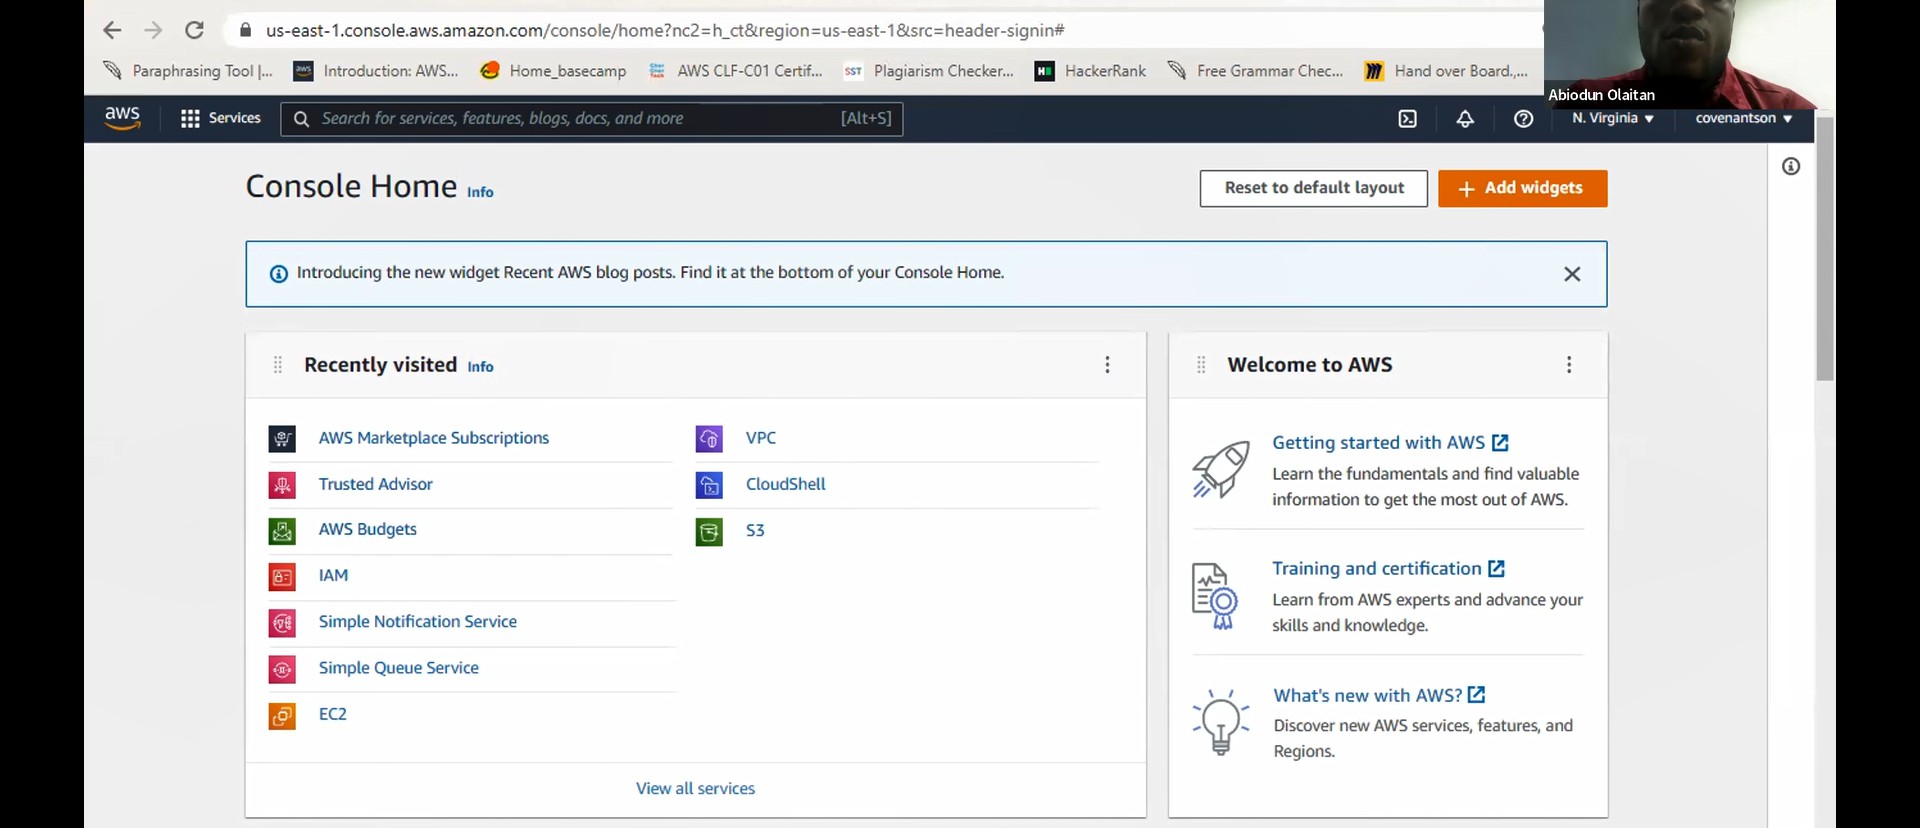 us-east-1.console.aws.amazon.com/console/home?nc2=h_ct&region=us-east-1&src=header-signin#
Paraphrasing Tool |... Introduction: AWS... Home_basecamp AWS CLF-C01 Certif... SST Plagiarism Checker... HackerRank Free Grammar Chec... Hand over Board.,...
Abiodun Olaitan
aws Services Search for services, features, blogs, docs, and more [Alt+S] N. Virginia ▼ covenantson ▼
Console Home Info
Reset to default layout
+ Add widgets
Introducing the new widget Recent AWS blog posts. Find it at the bottom of your Console Home.
Recently visited Info
AWS Marketplace Subscriptions
Trusted Advisor
AWS Budgets
IAM
Simple Notification Service
Simple Queue Service
EC2
VPC
CloudShell
S3
View all services
Welcome to AWS
Getting started with AWS
Learn the fundamentals and find valuable
information to get the most out of AWS.
Training and certification
Learn from AWS experts and advance your
skills and knowledge.
What's new with AWS?
Discover new AWS services, features, and
Regions.